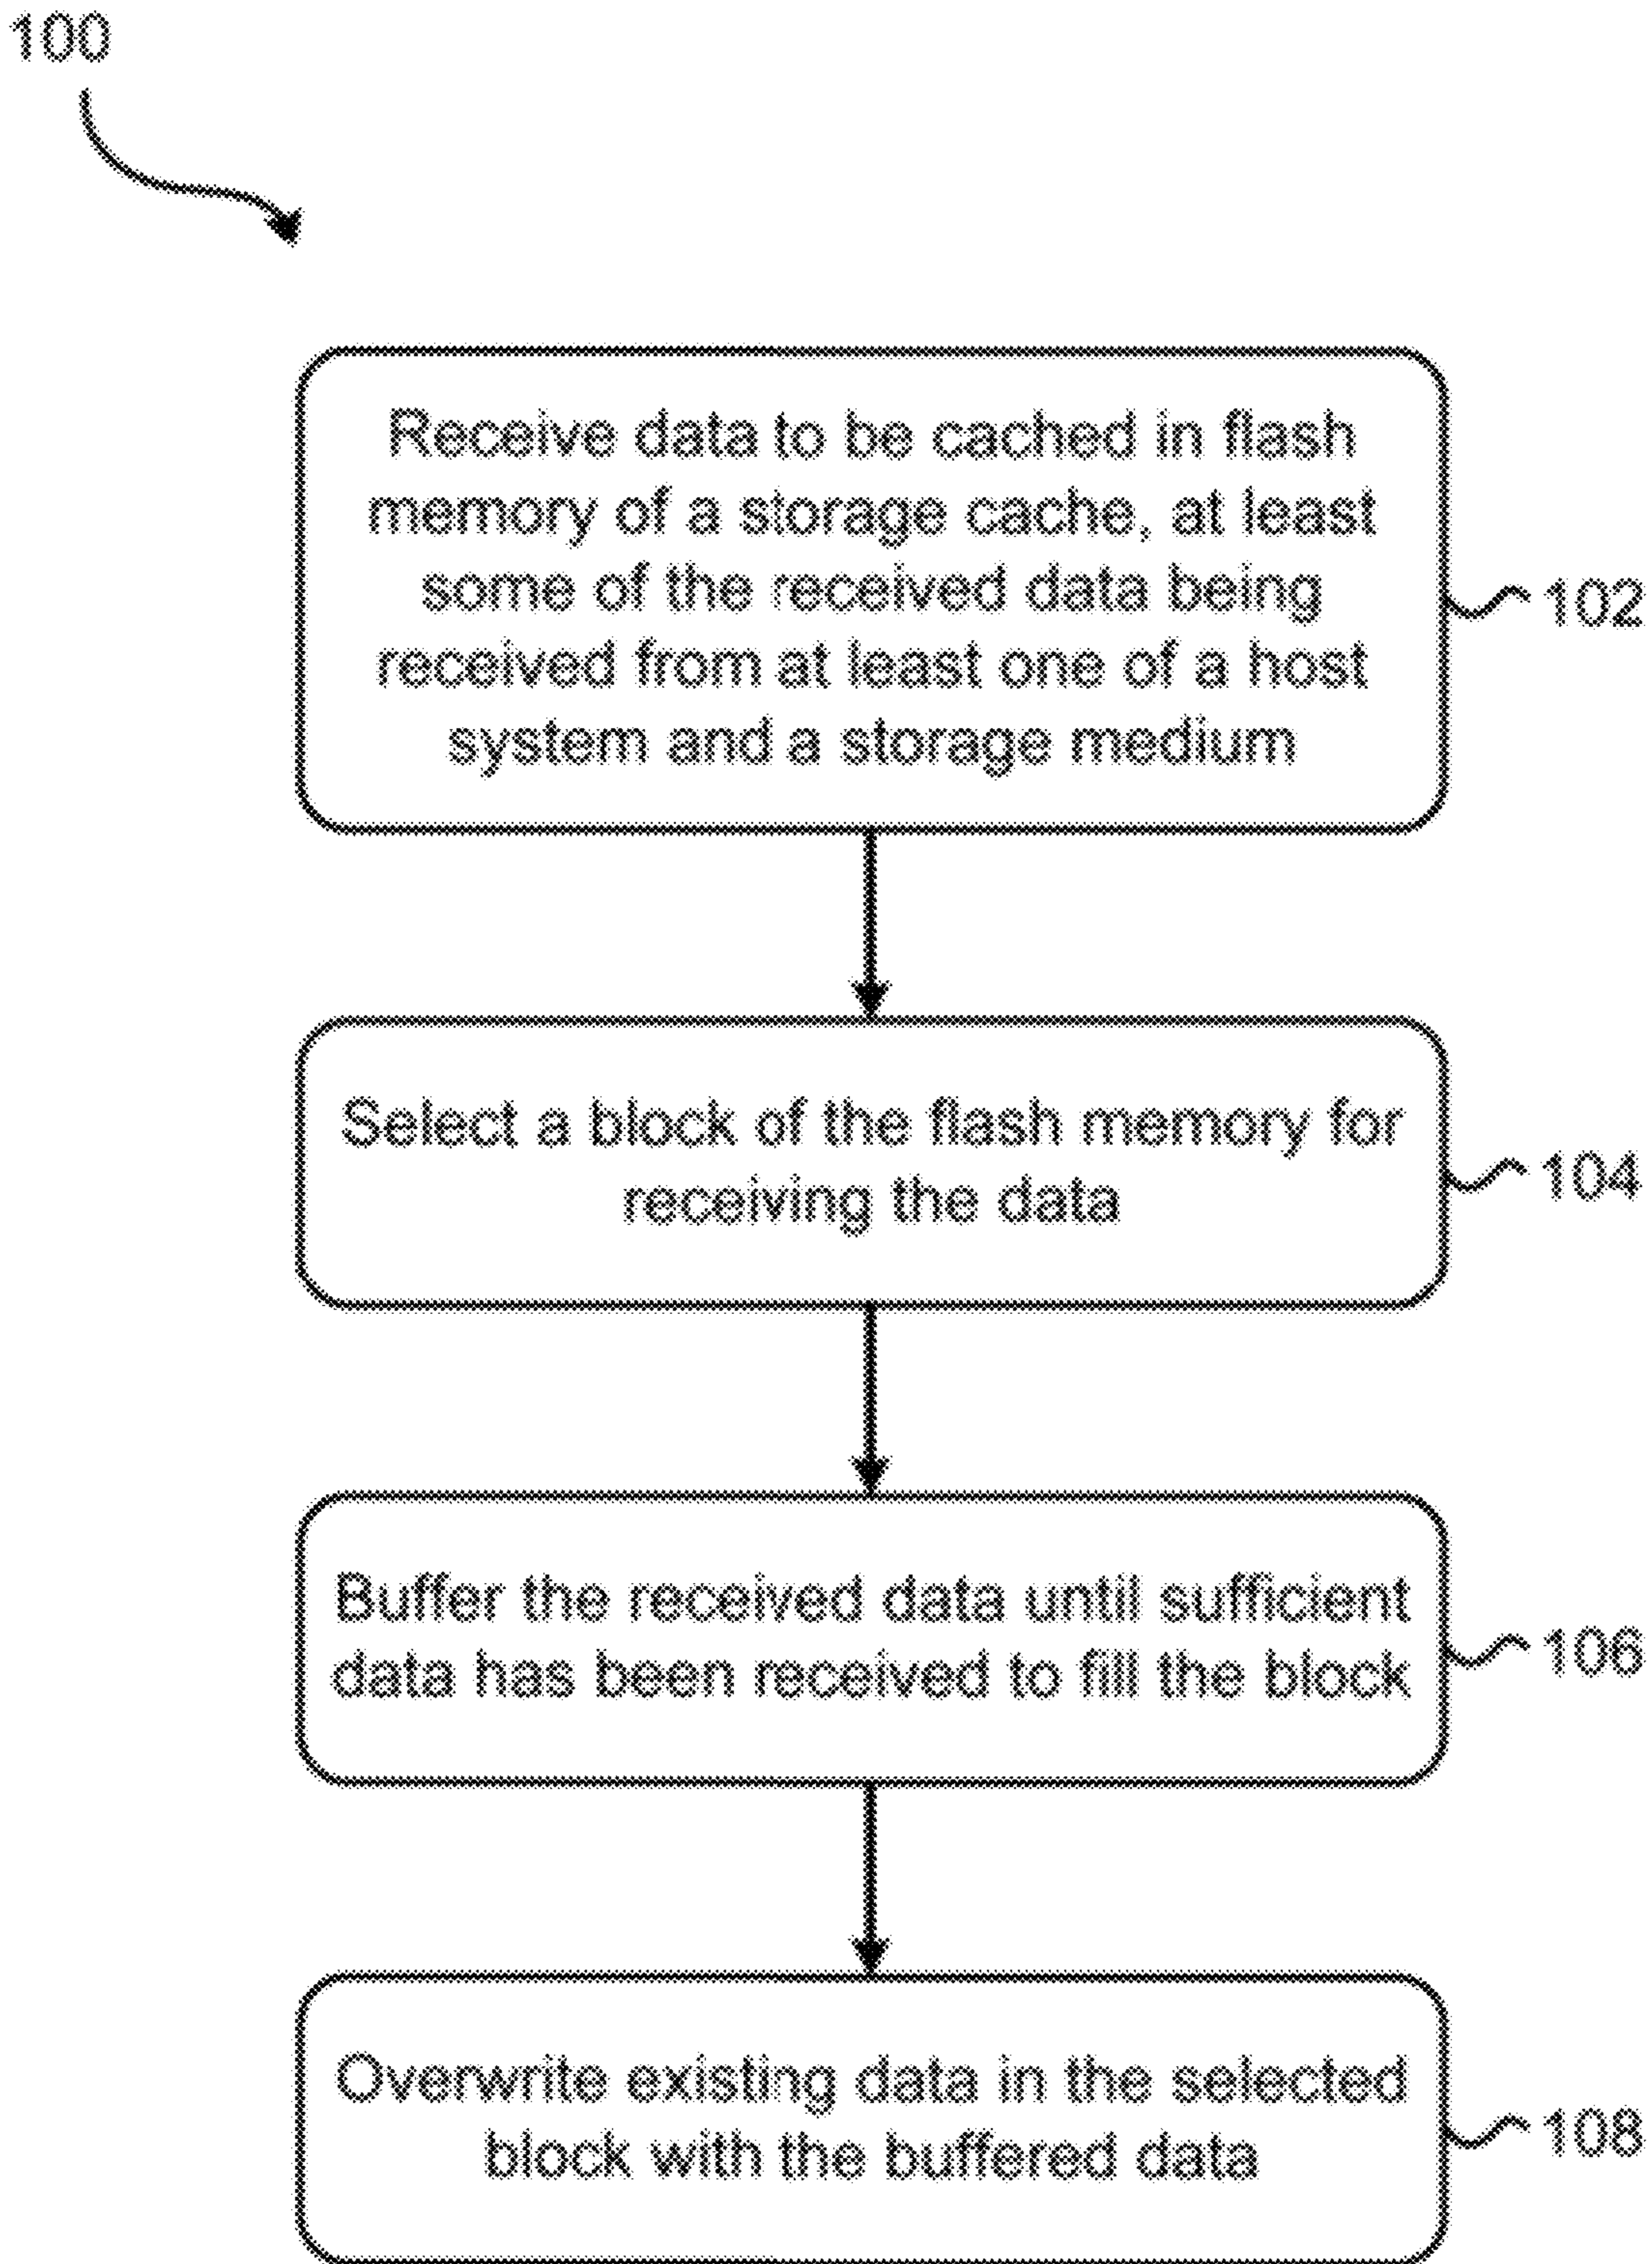 100
Receive data to be cached in flash
memory of a storage cache, at least
some of the received data being
received from at least one of a host
system and a storage medium
102
Select a block of the flash memory for
receiving the data
104
Buffer the received data until sufficient
data has been received to fill the block
106
Overwrite existing data in the selected
block with the buffered data
108